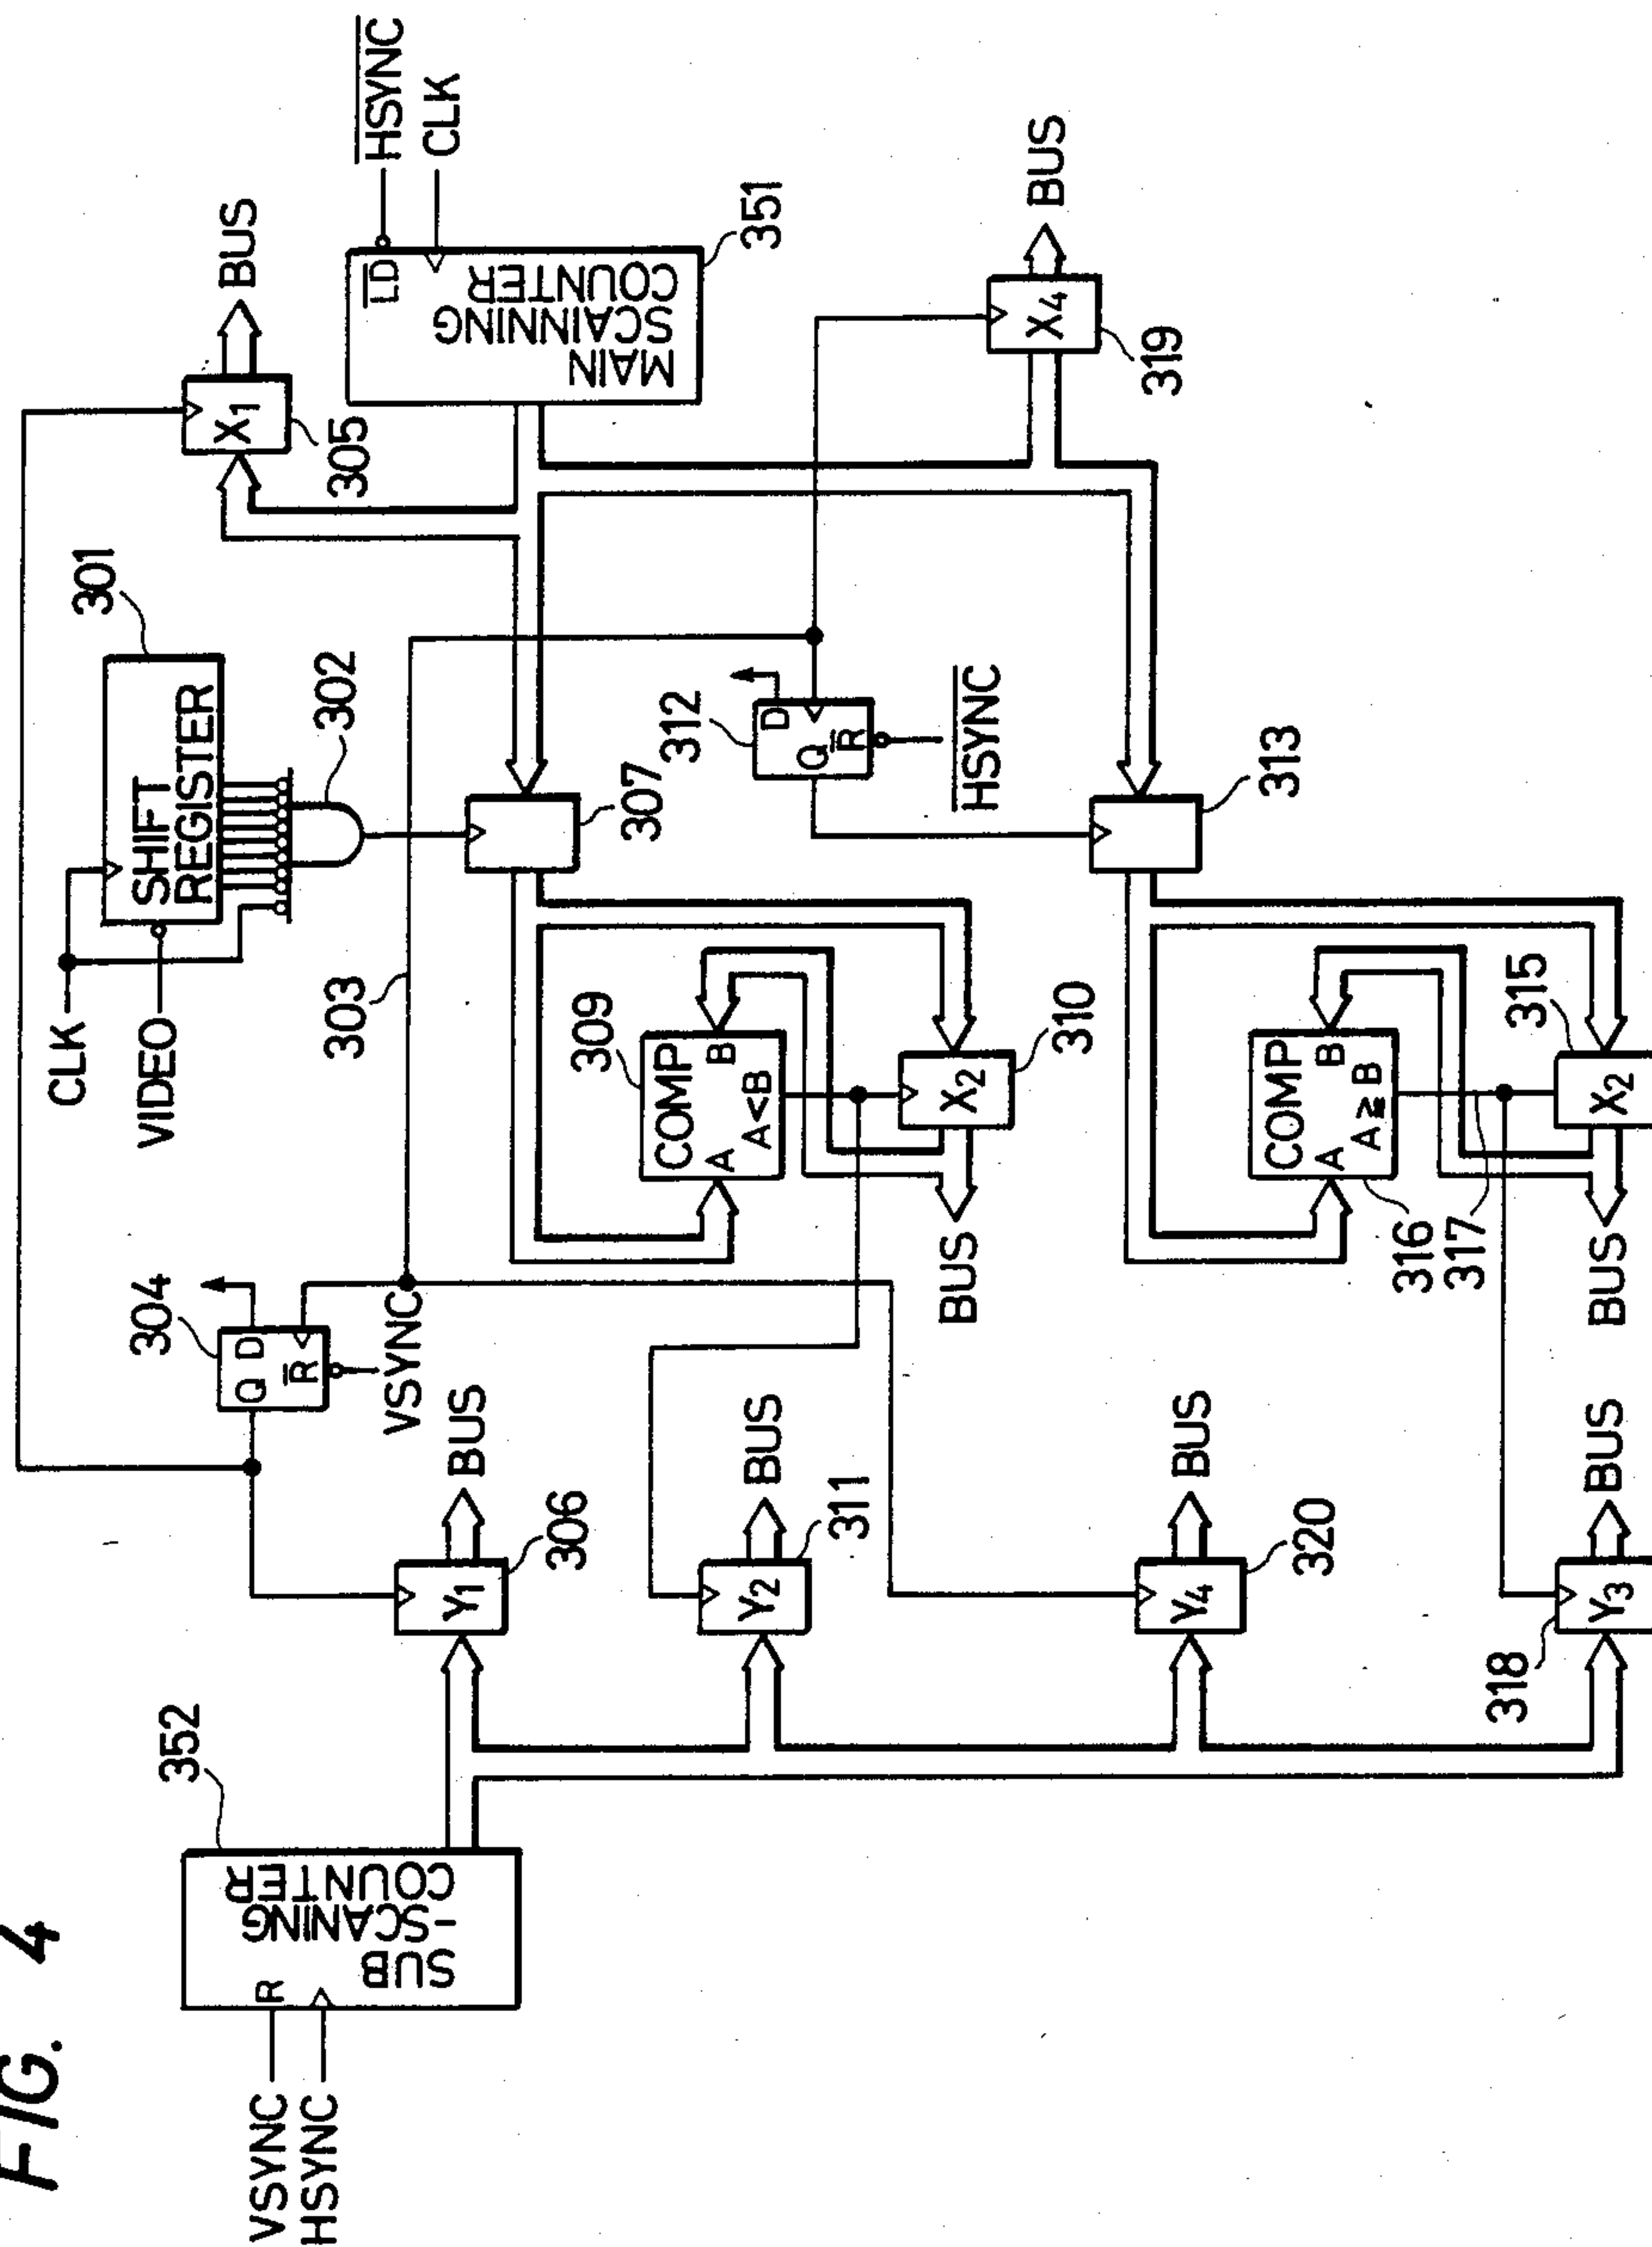 FIG. 4
VSYNC
HSYNC
R
SUB
-SCANING
COUNTER
352
CLK
VIDEO
SHIFT
REGISTER
301
302
303
304
Q D
R
VSYNC
X1
BUS
305
HSYNC
CLK
LD
MAIN
SCAINNING
COUNTER
351
Y1
BUS
306
307
COMP
A B
A<B
309
X2
BUS
310
Y2
BUS
311
D
Q
R
312
HSYNC
313
X4
BUS
319
Y4
BUS
320
COMP
A B
A≧B
316
317
X2
BUS
315
Y3
BUS
318